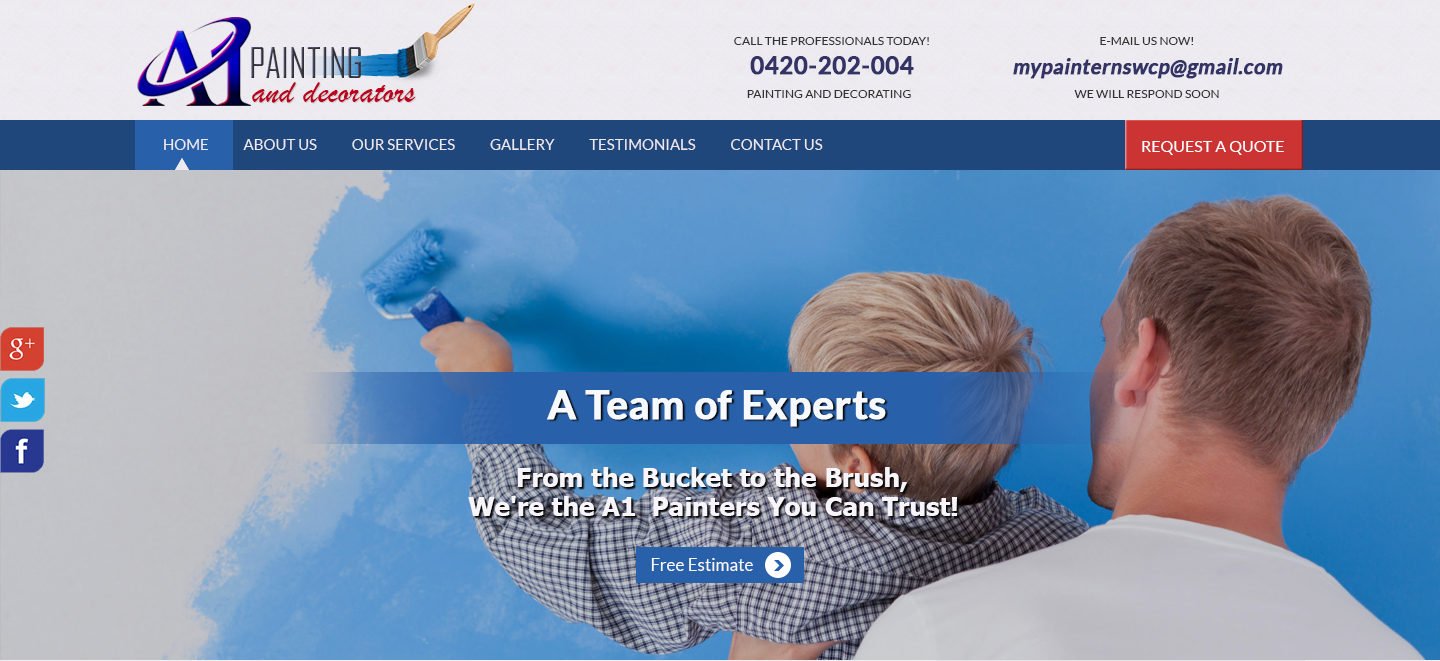 A1 PAINTING
and decorators
CALL THE PROFESSIONALS TODAY!
0420-202-004
PAINTING AND DECORATING
E-MAIL US NOW!
mypainternswcp@gmail.com
WE WILL RESPOND SOON
HOME ABOUT US OUR SERVICES GALLERY TESTIMONIALS CONTACT US REQUEST A QUOTE
g+
f
A Team of Experts
From the Bucket to the Brush,
We're the A1 Painters You Can Trust!
Free Estimate